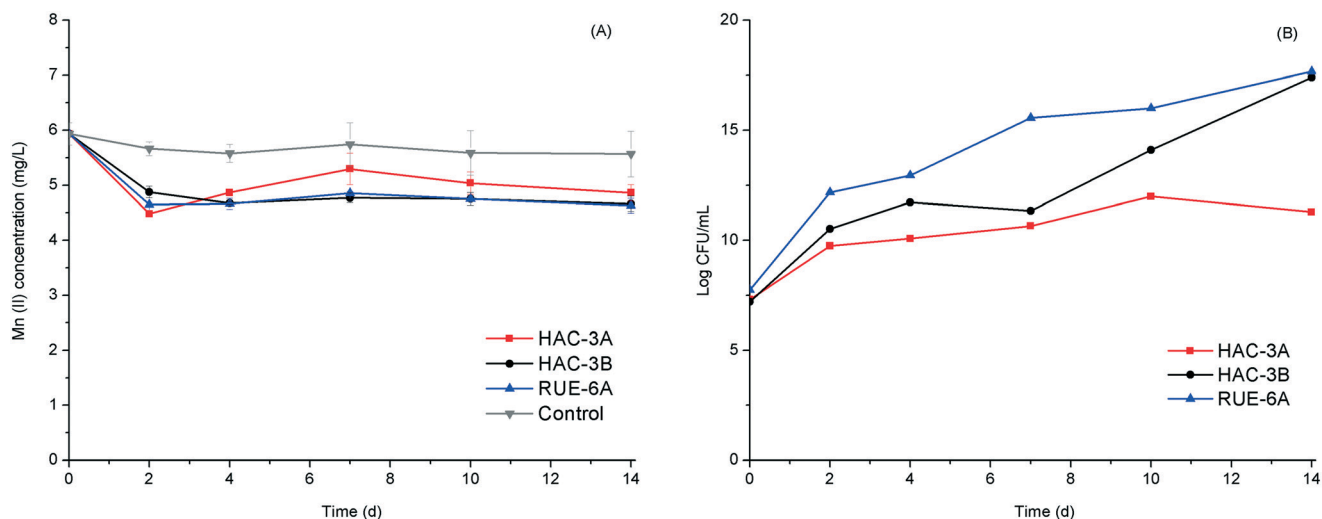 (A)
Mn (II) concentration (mg/L)
8
7
6
5
4
3
2
1
0
0 2 4 6 8 10 12 14
Time (d)
HAC-3A
HAC-3B
RUE-6A
Control
(B)
Log CFU/mL
20
15
10
5
0
0 2 4 6 8 10 12 14
Time (d)
HAC-3A
HAC-3B
RUE-6A